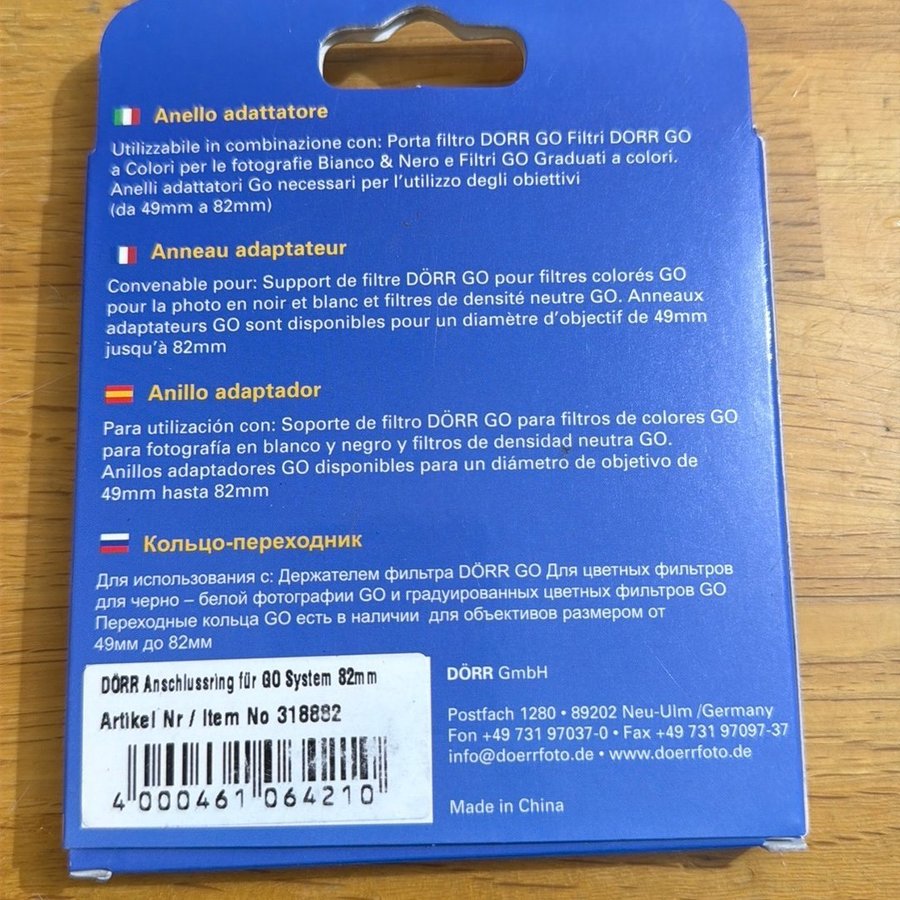 Anello adattatore
Utilizzabile in combinazione con: Porta filtro DORR GO Filtri DORR GO
a Colori per le fotografie Bianco & Nero e Filtri GO Graduati a colori.
Anelli adattatori Go necessari per l'utilizzo degli obiettivi
(da 49mm a 82mm)
Anneau adaptateur
Convenable pour: Support de filtre DÖRR GO pour filtres colorés GO
pour la photo en noir et blanc et filtres de densité neutre GO. Anneaux
adaptateurs GO sont disponibles pour un diamètre d'objectif de 49mm
jusqu'à 82mm
Anillo adaptador
Para utilización con: Soporte de filtro DÖRR GO para filtros de colores GO
para fotografía en blanco y negro y filtros de densidad neutra GO.
Anillos adaptadores GO disponibles para un diámetro de objetivo de
49mm hasta 82mm
Кольцо-переходник
Для использования с: Держателем фильтра DÖRR GO Для цветных фильтров
для черно – белой фотографии GO и градуированных цветных фильтров GO
Переходные кольца GO есть в наличии для объективов размером от
49мм до 82мм
DÖRR Anschlussring für GO System 82mm
Artikel Nr / Item No 318882
4 000461 064210
DÖRR GmbH
Postfach 1280 • 89202 Neu-Ulm /Germany
Fon +49 731 97037-0 • Fax +49 731 97097-37
info@doerrfoto.de • www.doerrfoto.de
Made in China